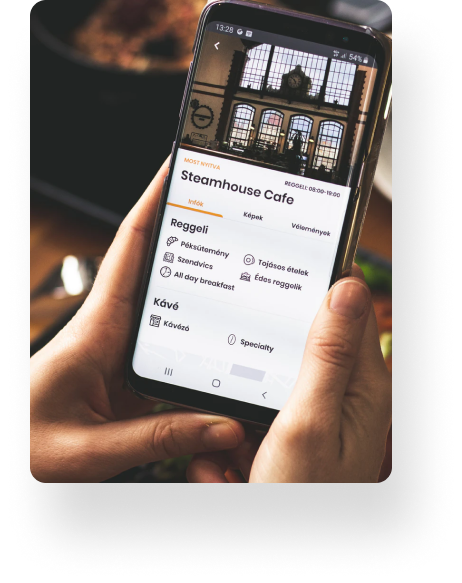 13:28
54%
MOST NYITVA
REGGELI: 08:00-19:00
Steamhouse Cafe
Infók Képek Vélemények
Reggeli
Péksütemény Tojásos ételek
Szendvics Édes reggelik
All day breakfast
Kávé
Kávézó Specialty